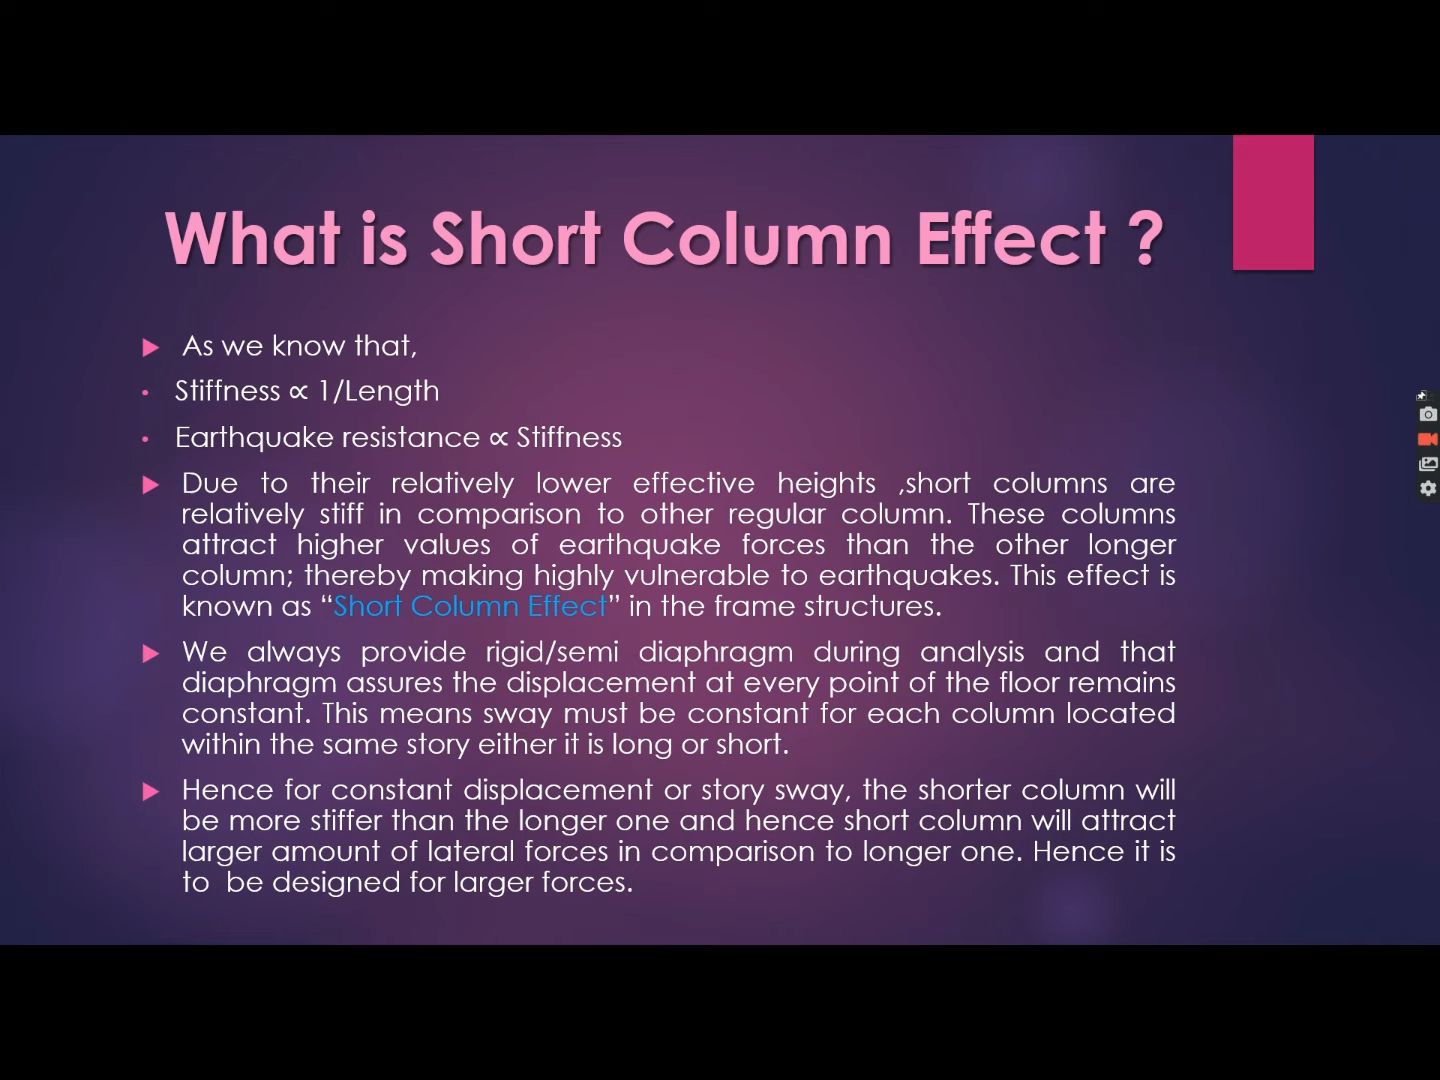 What is Short Column Effect ?
As we know that,
Stiffness ∝ 1/Length
Earthquake resistance ∝ Stiffness
Due to their relatively lower effective heights ,short columns are
relatively stiff in comparison to other regular column. These columns
attract higher values of earthquake forces than the other longer
column; thereby making highly vulnerable to earthquakes. This effect is
known as “Short Column Effect” in the frame structures.
We always provide rigid/semi diaphragm during analysis and that
diaphragm assures the displacement at every point of the floor remains
constant. This means sway must be constant for each column located
within the same story either it is long or short.
Hence for constant displacement or story sway, the shorter column will
be more stiffer than the longer one and hence short column will attract
larger amount of lateral forces in comparison to longer one. Hence it is
to  be designed for larger forces.